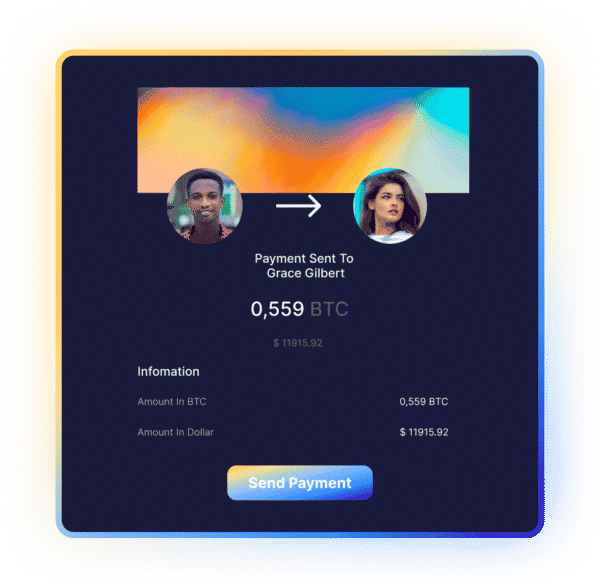 Payment Sent To
Grace Gilbert
0,559 BTC
$ 11915.92
Infomation
Amount In BTC 0,559 BTC
Amount In Dollar $ 11915.92
Send Payment